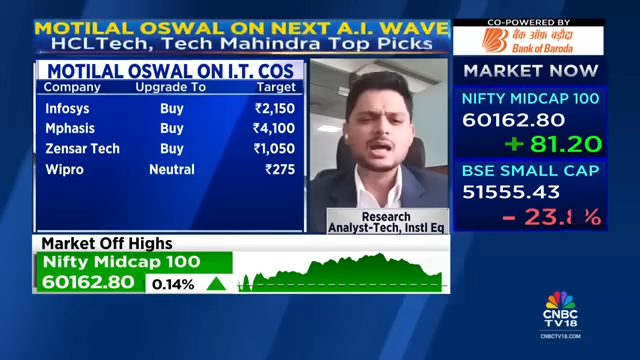 MOTILAL OSWAL ON NEXT A.I. WAVE
HCLTech, Tech Mahindra Top Picks
CO-POWERED BY
बैंक ऑफ़ बड़ौदा
Bank of Baroda
MOTILAL OSWAL ON I.T. COS
Company Upgrade To Target
Infosys Buy ₹2,150
Mphasis Buy ₹4,100
Zensar Tech Buy ₹1,050
Wipro Neutral ₹275
Research
Analyst-Tech, Instl Eq
MARKET NOW
NIFTY MIDCAP 100
60162.80
+ 81.20
BSE SMALL CAP
51555.43
Market Off Highs
Nifty Midcap 100
60162.80 0.14%
CNBC
TV18
CNBCTV18.COM